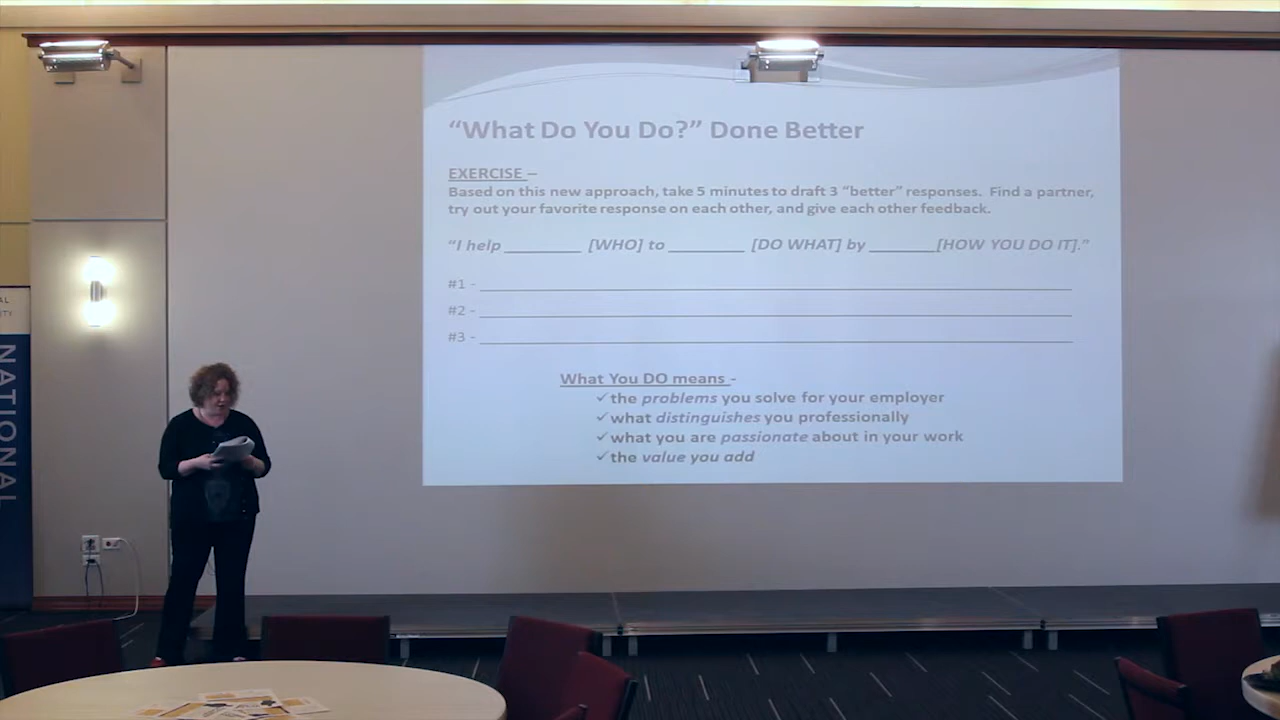 “What Do You Do?” Done Better
EXERCISE –
Based on this new approach, take 5 minutes to draft 3 “better” responses. Find a partner,
try out your favorite response on each other, and give each other feedback.
“I help ________ [WHO] to ________ [DO WHAT] by _______[HOW YOU DO IT].”
#1 -
#2 -
#3 -
What You DO means -
✓the problems you solve for your employer
✓what distinguishes you professionally
✓what you are passionate about in your work
✓the value you add
NATIONAL